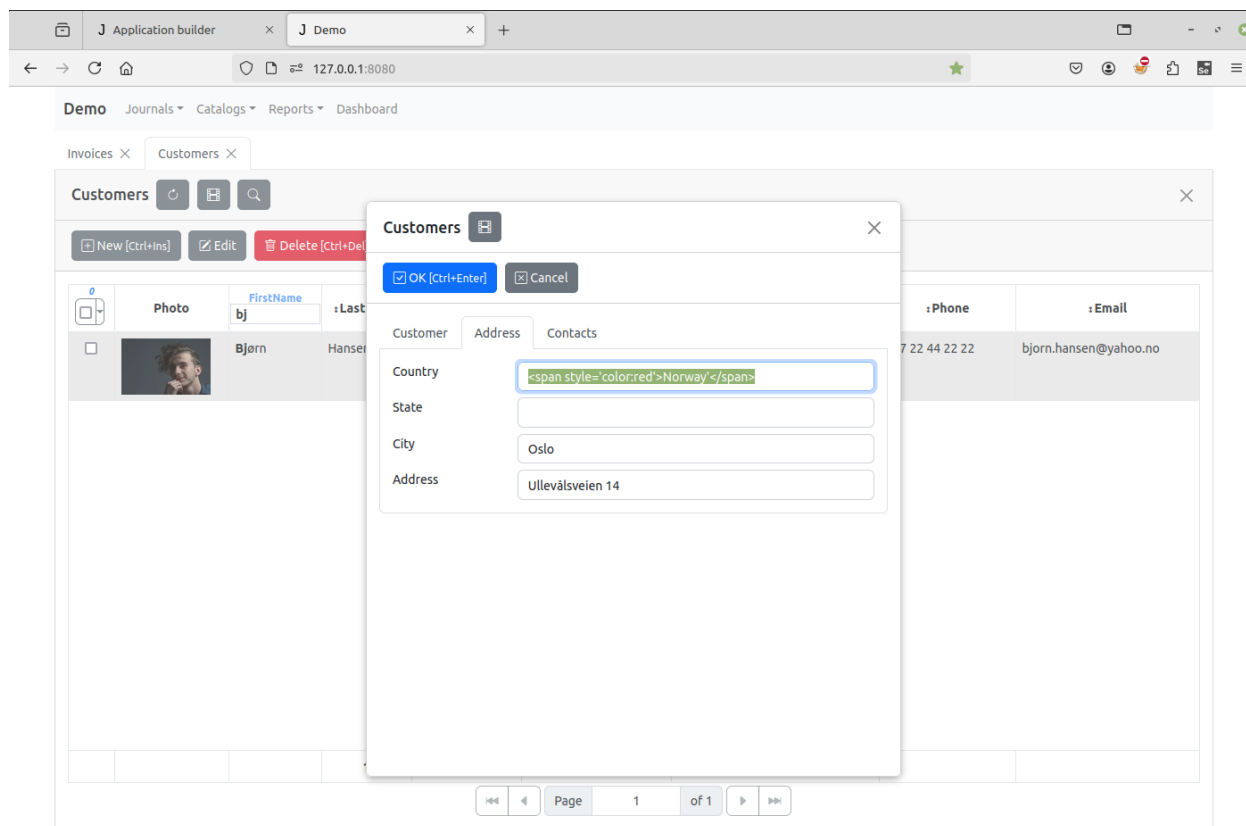 J Application builder
J Demo
127.0.0.1:8080
Se
Demo Journals Catalogs Reports Dashboard
Invoices Customers
Customers
Customers
New [Ctrl+Ins] Edit Delete [Ctrl+Del
OK [Ctrl+Enter] Cancel
0
Photo FirstName Last Phone Email
bj
Customer Address Contacts
Bjørn Hansen 7 22 44 22 22 bjorn.hansen@yahoo.no
Country <span style='color:red'>Norway'</span>
State
City Oslo
Address Ullevålsveien 14
Page 1 of 1